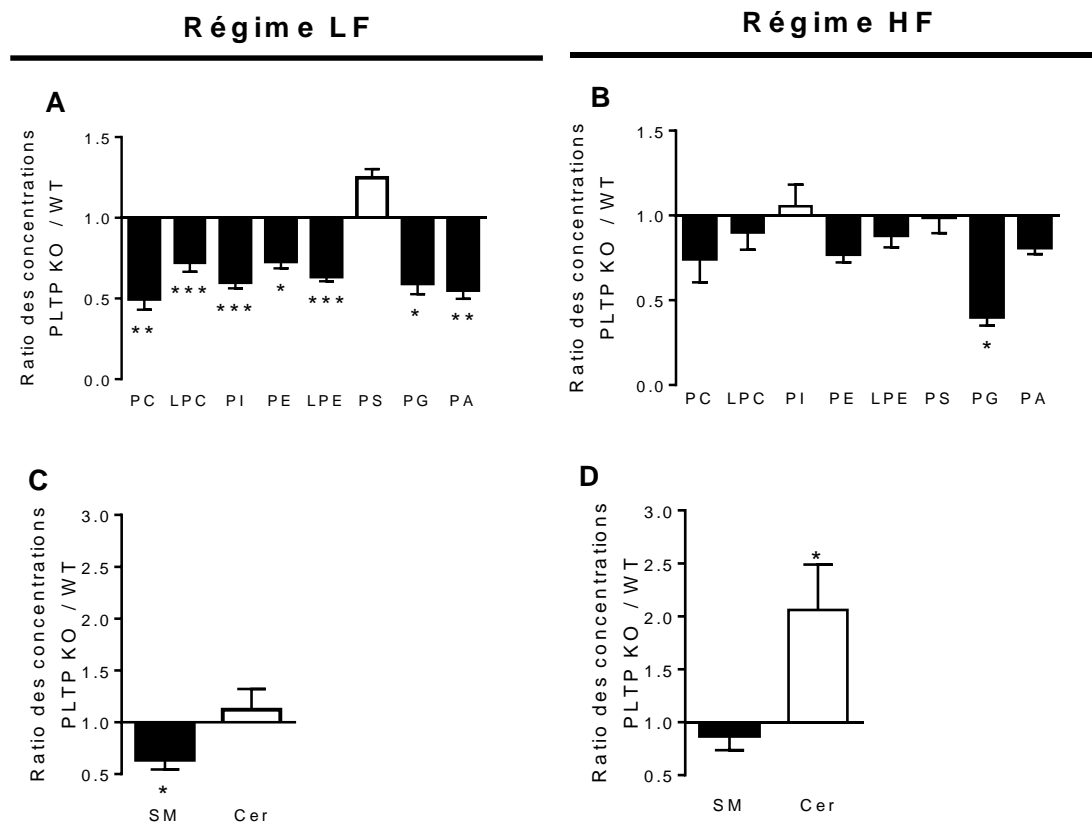 Régime LF
Régime HF
A
Ratio des concentrations
PLTP KO / WT
1.5
1.0
0.5
0.0
** *** *** * *** * **
PC LPC PI PE LPE PS PG PA
B
Ratio des concentrations
PLTP KO / WT
1.5
1.0
0.5
0.0
*
PC LPC PI PE LPE PS PG PA
C
Ratio des concentrations
PLTP KO / WT
3.0
2.5
2.0
1.5
1.0
0.5
*
SM Cer
D
Ratio des concentrations
PLTP KO / WT
3.0
2.5
2.0
1.5
1.0
0.5
*
SM Cer